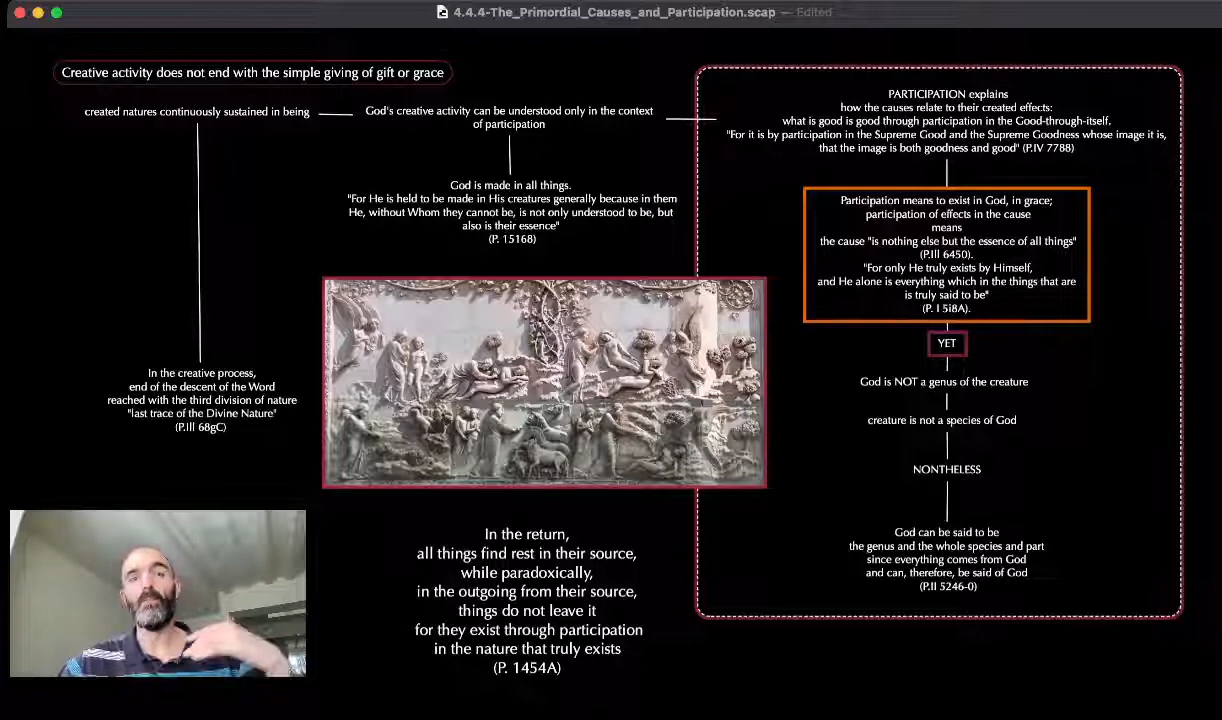 4.4.4-The_Primordial_Causes_and_Participation.scap — Edited
Creative activity does not end with the simple giving of gift or grace
created natures continuously sustained in being
God's creative activity can be understood only in the context
of participation
God is made in all things.
"For He is held to be made in His creatures generally because in them
He, without Whom they cannot be, is not only understood to be, but
also is their essence"
(P. 15168)
In the creative process,
end of the descent of the Word
reached with the third division of nature
"last trace of the Divine Nature"
(P.Ill 68gC)
In the return,
all things find rest in their source,
while paradoxically,
in the outgoing from their source,
things do not leave it
for they exist through participation
in the nature that truly exists
(P. 1454A)
PARTICIPATION explains
how the causes relate to their created effects:
what is good is good through participation in the Good-through-itself.
"For it is by participation in the Supreme Good and the Supreme Goodness whose image it is,
that the image is both goodness and good" (P.IV 7788)
Participation means to exist in God, in grace;
participation of effects in the cause
means
the cause "is nothing else but the essence of all things"
(P.Ill 6450).
"For only He truly exists by Himself,
and He alone is everything which in the things that are
is truly said to be"
(P. I 5i8A).
YET
God is NOT a genus of the creature
creature is not a species of God
NONTHELESS
God can be said to be
the genus and the whole species and part
since everything comes from God
and can, therefore, be said of God
(P.II 5246-0)